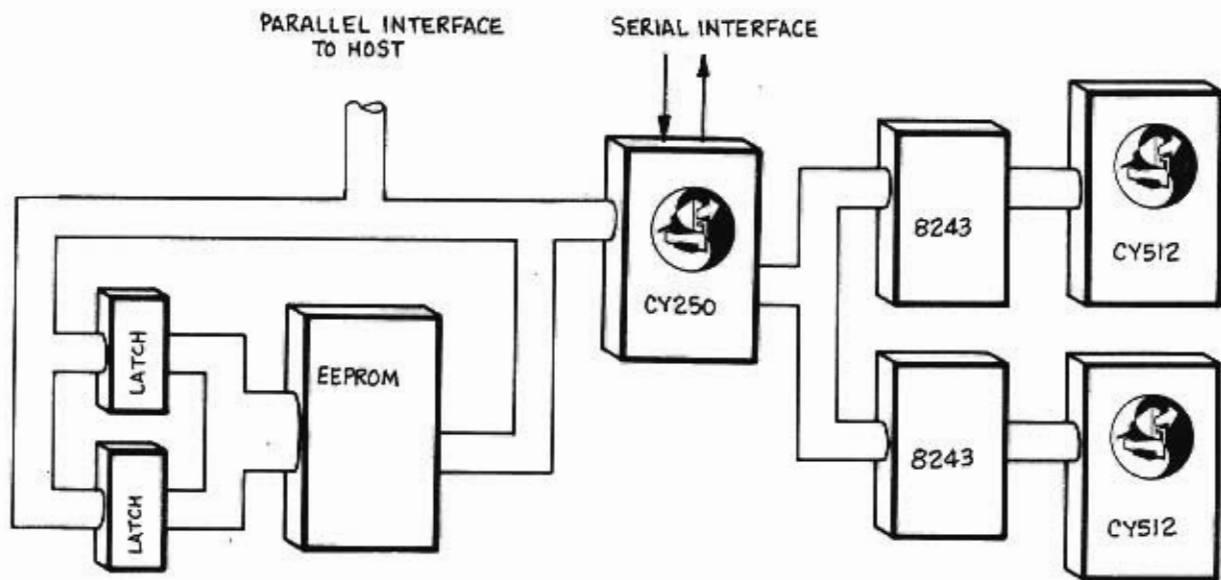 PARALLEL INTERFACE
TO HOST
SERIAL INTERFACE
8243
CY512
CY250
LATCH
EEPROM
LATCH
8243
CY512